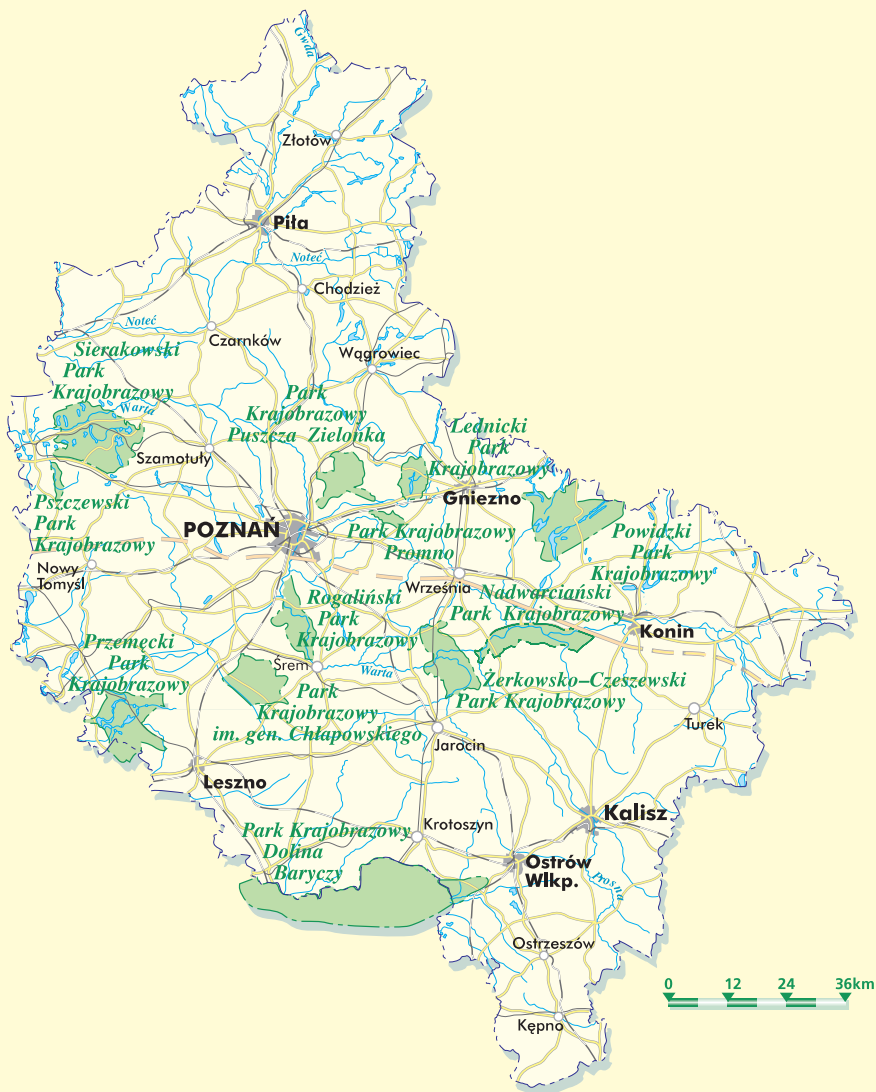 Gwda
Złotów
Piła
Noteć
Chodzież
Noteć
Czarnków
Wągrowiec
Sierakowski
Park
Krajobrazowy
Warta
Park
Krajobrazowy
Puszcza Zielonka
Lednicki
Park
Krajobrazowy
Szamotuły
Gniezno
Pszczewski
Park
Krajobrazowy
POZNAŃ
Park Krajobrazowy
Promno
Powidzki
Park
Krajobrazowy
Nowy
Tomyśl
Września
Nadwarciański
Park Krajobrazowy
Rogaliński
Park
Krajobrazowy
Konin
Przemęcki
Park
Krajobrazowy
Śrem
Warta
Żerkowsko–Czeszewski
Park Krajobrazowy
Park
Krajobrazowy
im. gen. Chłapowskiego
Turek
Jarocin
Leszno
Kalisz
Krotoszyn
Park Krajobrazowy
Dolina
Baryczy
Ostrów
Wlkp.
Prosna
Ostrzeszów
0 12 24 36km
Kępno